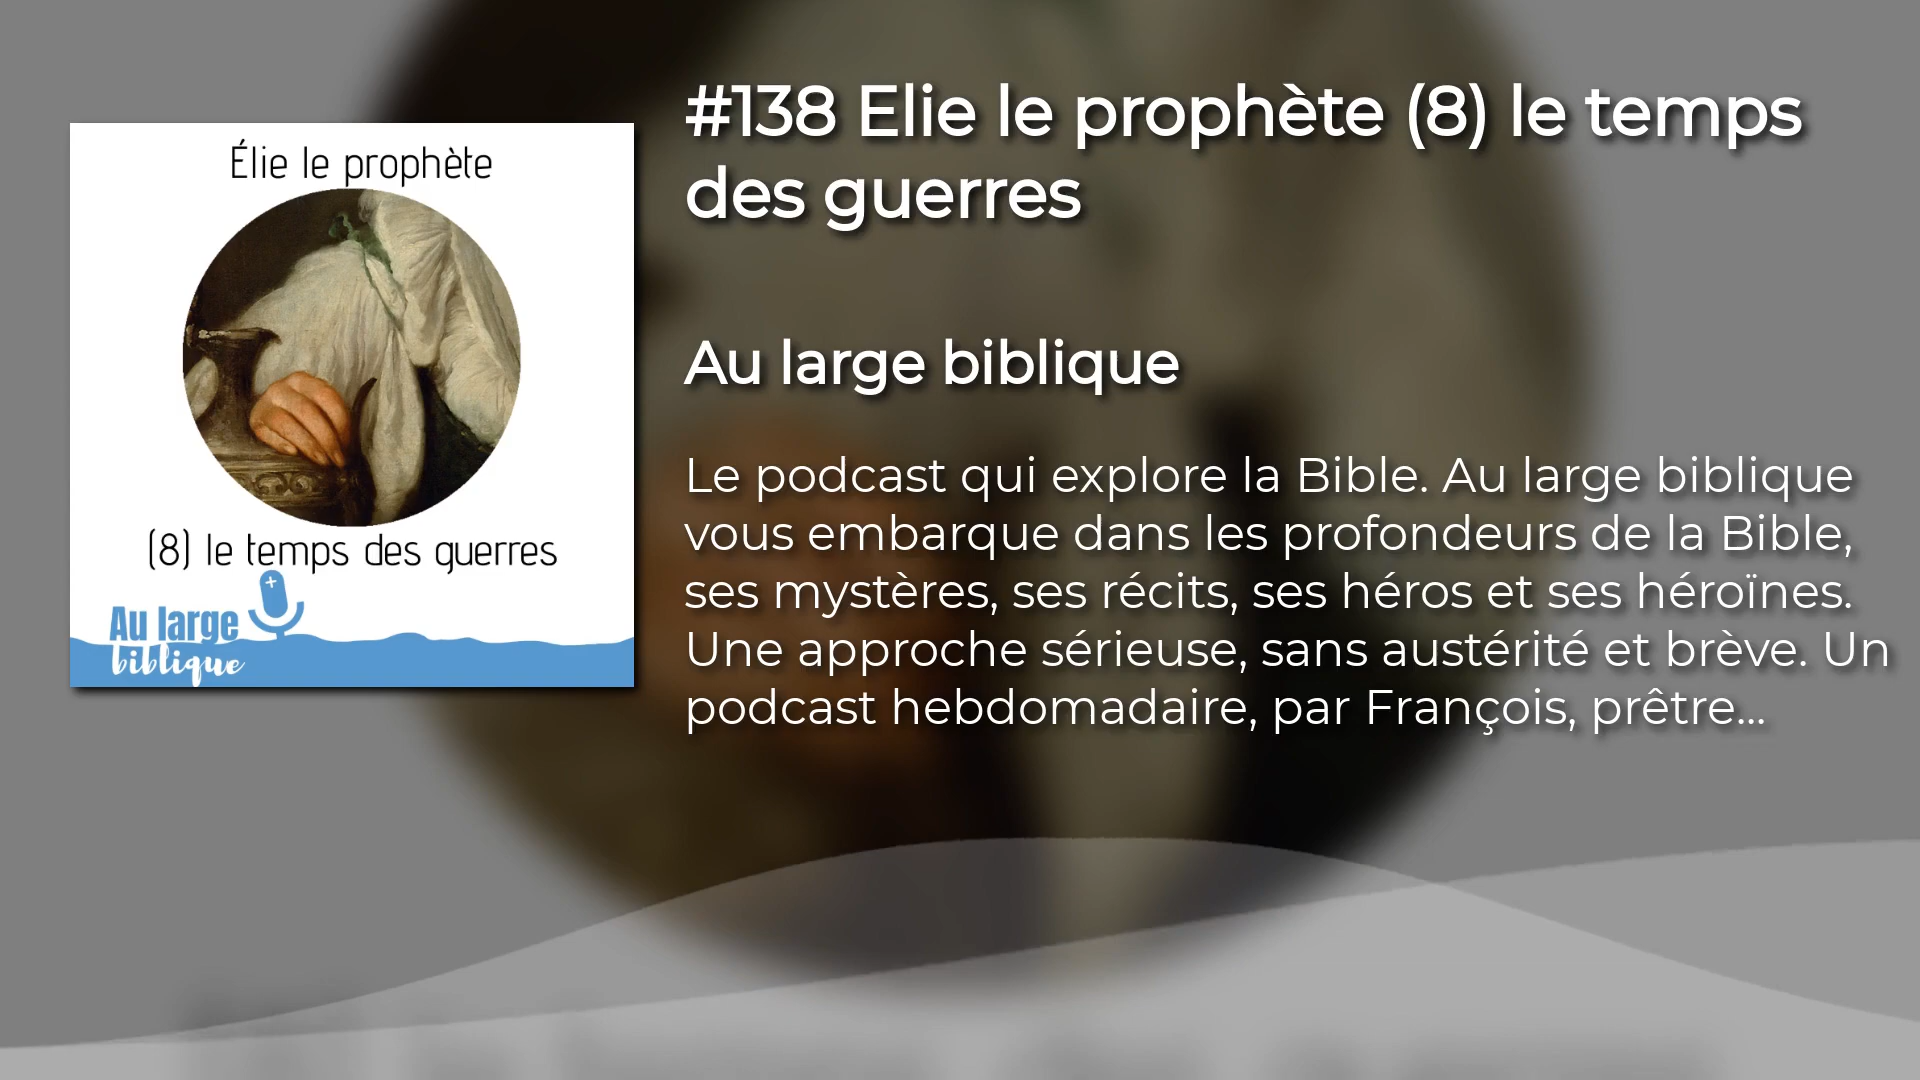 Élie le prophète
(8) le temps des guerres
Au large
biblique
#138 Elie le prophète (8) le temps
des guerres
Au large biblique
Le podcast qui explore la Bible. Au large biblique
vous embarque dans les profondeurs de la Bible,
ses mystères, ses récits, ses héros et ses héroïnes.
Une approche sérieuse, sans austérité et brève. Un
podcast hebdomadaire, par François, prêtre...